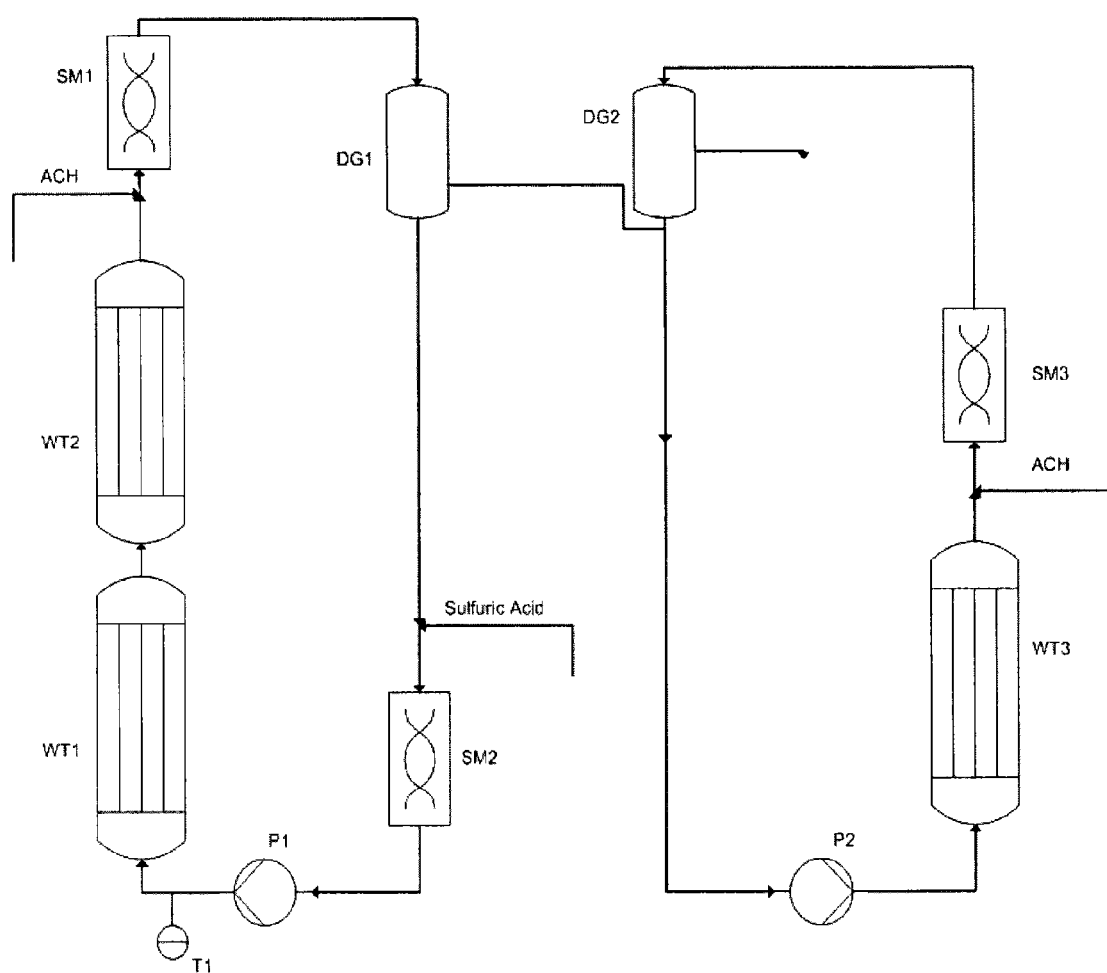 SM1
DG2
DG1
ACH
SM3
WT2
ACH
Sulfuric Acid
WT3
WT1
SM2
P1
P2
T1